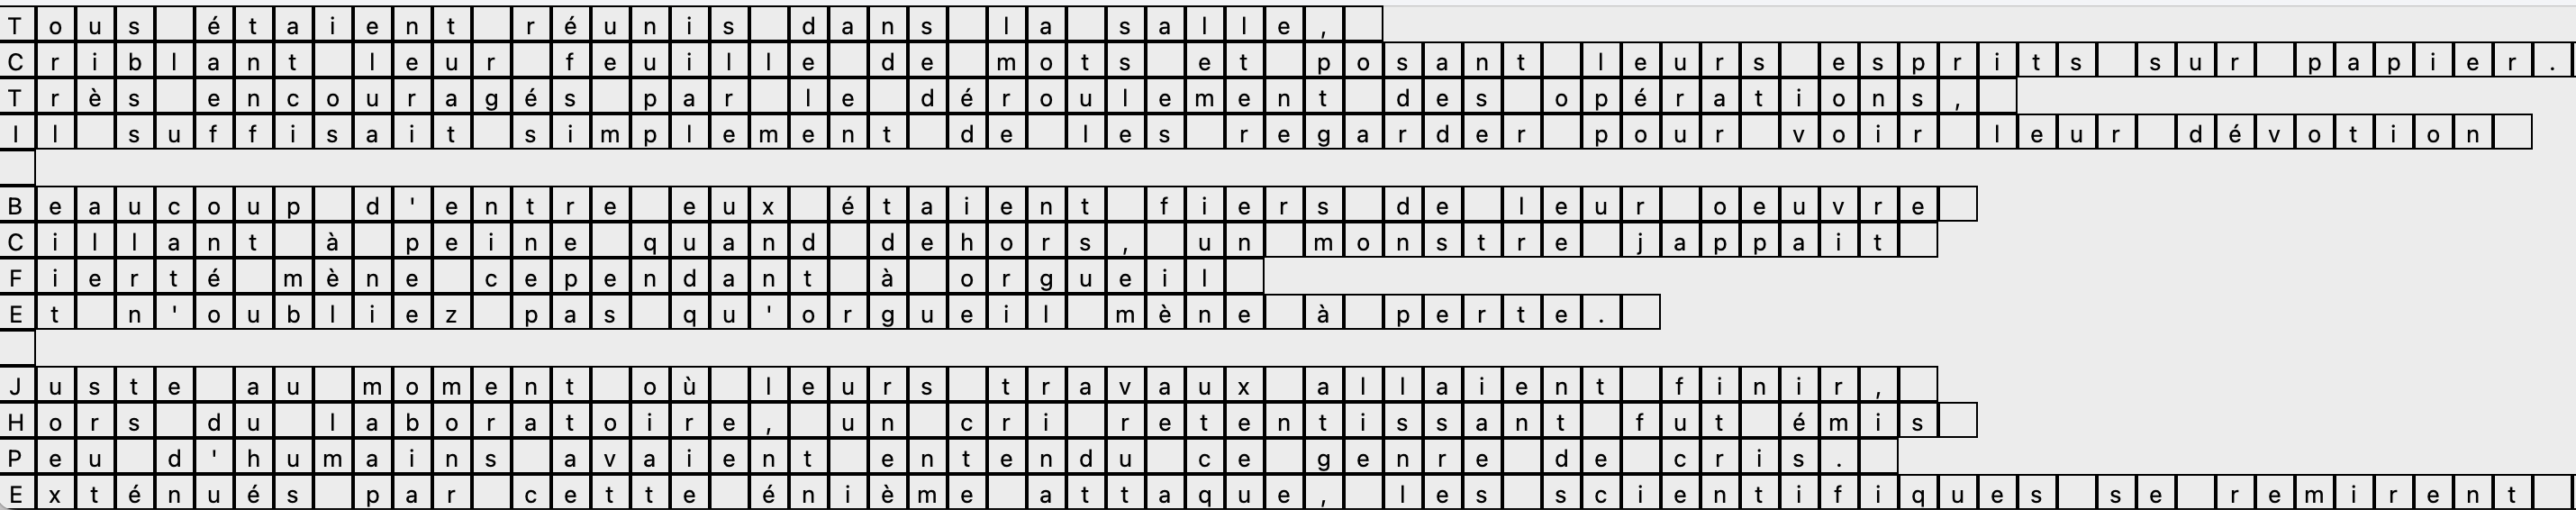 Tous étaient réunis dans la salle,
Criblant leur feuille de mots et posant leurs esprits sur papier.
Très encouragés par le déroulement des opérations,
Il suffisait simplement de les regarder pour voir leur dévotion
Beaucoup d'entre eux étaient fiers de leur oeuvre
Cillant à peine quand dehors, un monstre jappait
Fierté mène cependant à orgueil
Et n'oubliez pas qu'orgueil mène à perte.
Juste au moment où leurs travaux allaient finir,
Hors du laboratoire, un cri retentissant fut émis
Peu d'humains avaient entendu ce genre de cris.
Exténués par cette énième attaque, les scientifiques se remirent